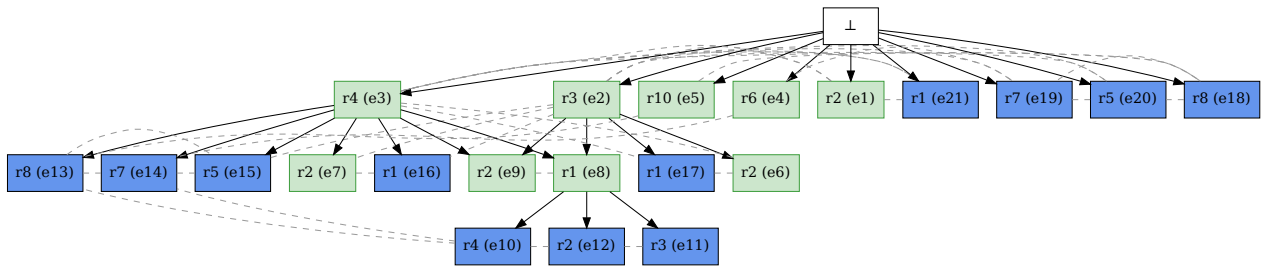 ⊥
r4 (e3)
r3 (e2)
r10 (e5)
r6 (e4)
r2 (e1)
r1 (e21)
r7 (e19)
r5 (e20)
r8 (e18)
r8 (e13)
r7 (e14)
r5 (e15)
r2 (e7)
r1 (e16)
r2 (e9)
r1 (e8)
r1 (e17)
r2 (e6)
r4 (e10)
r2 (e12)
r3 (e11)